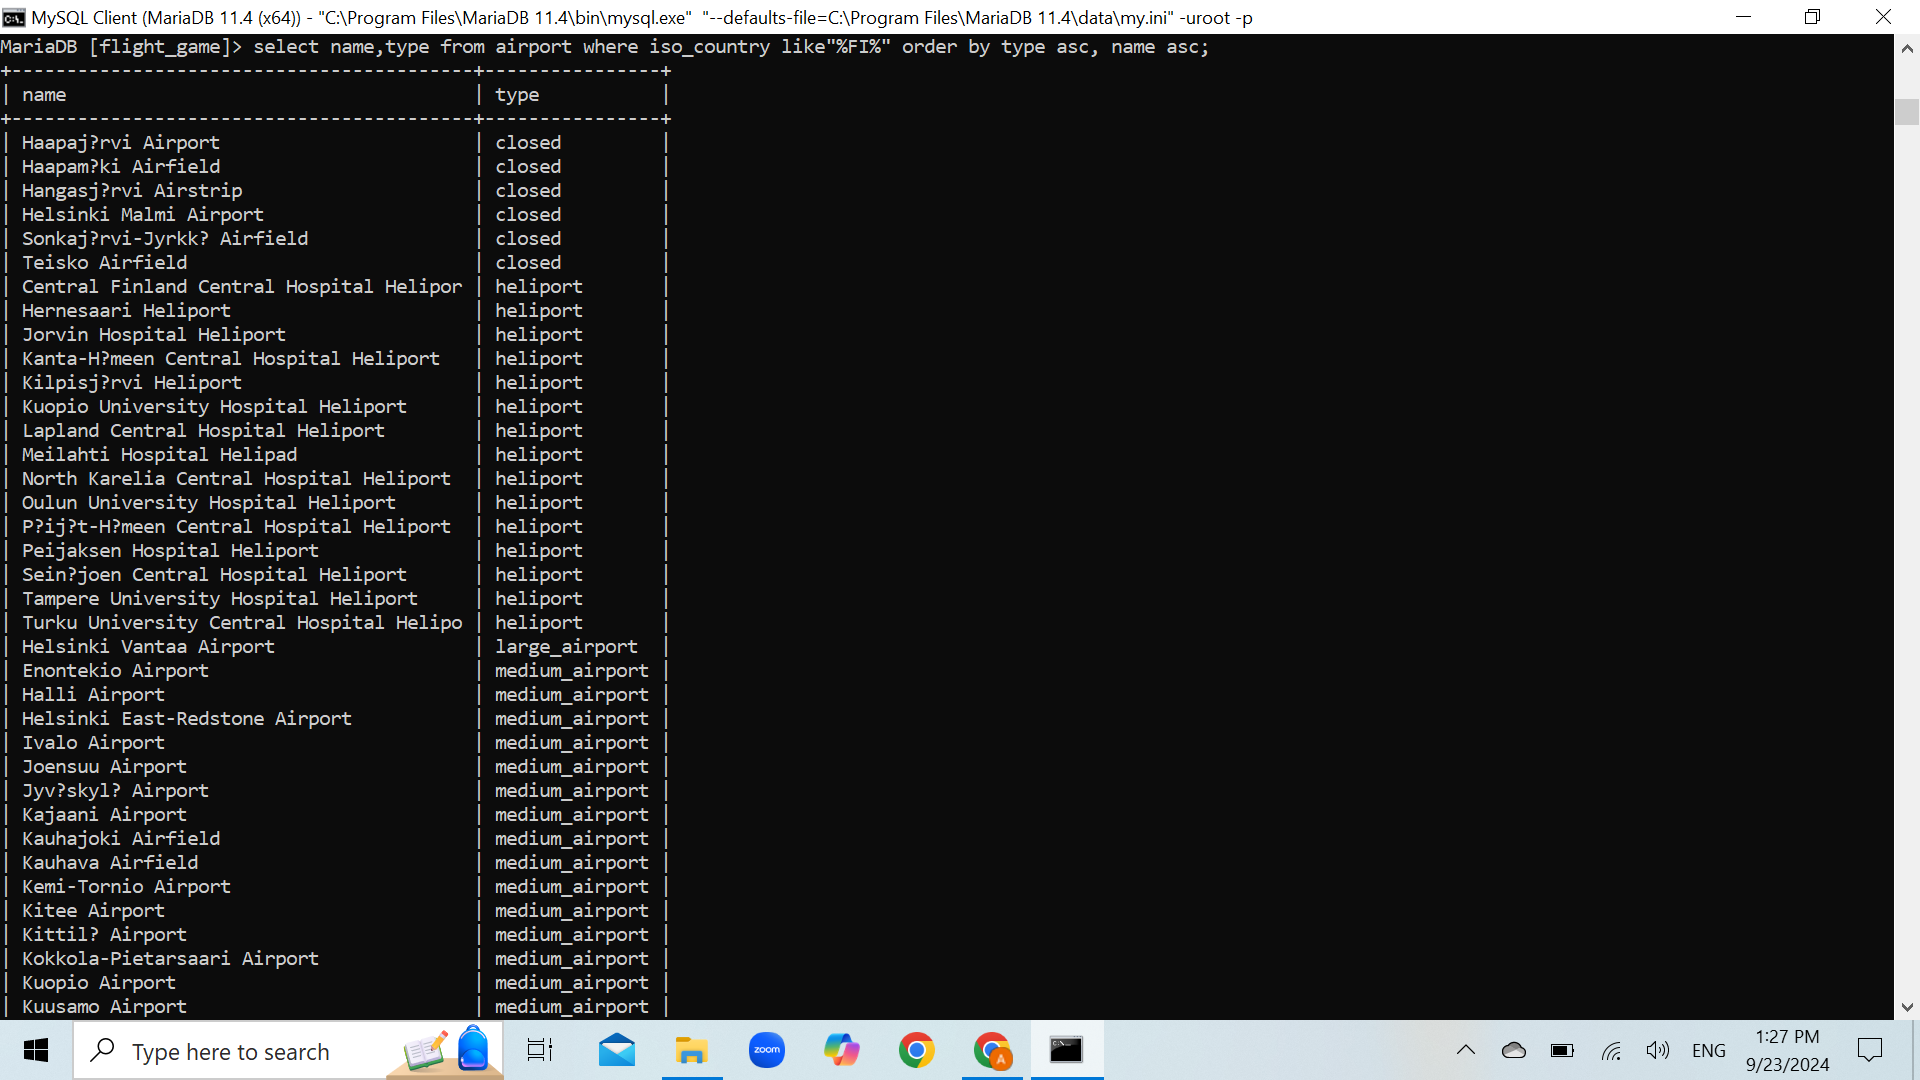 MySQL Client (MariaDB 11.4 (x64)) - "C:\Program Files\MariaDB 11.4\bin\mysql.exe"  "--defaults-file=C:\Program Files\MariaDB 11.4\data\my.ini" -uroot -p
MariaDB [flight_game]> select name,type from airport where iso_country like"%FI%" order by type asc, name asc;
+------------------------------------------+----------------+
| name                                     | type           |
+------------------------------------------+----------------+
| Haapaj?rvi Airport                       | closed         |
| Haapam?ki Airfield                       | closed         |
| Hangasj?rvi Airstrip                     | closed         |
| Helsinki Malmi Airport                   | closed         |
| Sonkaj?rvi-Jyrkk? Airfield               | closed         |
| Teisko Airfield                          | closed         |
| Central Finland Central Hospital Helipor | heliport       |
| Hernesaari Heliport                      | heliport       |
| Jorvin Hospital Heliport                 | heliport       |
| Kanta-H?meen Central Hospital Heliport   | heliport       |
| Kilpisj?rvi Heliport                     | heliport       |
| Kuopio University Hospital Heliport      | heliport       |
| Lapland Central Hospital Heliport        | heliport       |
| Meilahti Hospital Helipad                | heliport       |
| North Karelia Central Hospital Heliport  | heliport       |
| Oulun University Hospital Heliport       | heliport       |
| P?ij?t-H?meen Central Hospital Heliport  | heliport       |
| Peijaksen Hospital Heliport              | heliport       |
| Sein?joen Central Hospital Heliport      | heliport       |
| Tampere University Hospital Heliport     | heliport       |
| Turku University Central Hospital Helipo | heliport       |
| Helsinki Vantaa Airport                  | large_airport  |
| Enontekio Airport                        | medium_airport |
| Halli Airport                            | medium_airport |
| Helsinki East-Redstone Airport           | medium_airport |
| Ivalo Airport                            | medium_airport |
| Joensuu Airport                          | medium_airport |
| Jyv?skyl? Airport                        | medium_airport |
| Kajaani Airport                          | medium_airport |
| Kauhajoki Airfield                       | medium_airport |
| Kauhava Airfield                         | medium_airport |
| Kemi-Tornio Airport                      | medium_airport |
| Kitee Airport                            | medium_airport |
| Kittil? Airport                          | medium_airport |
| Kokkola-Pietarsaari Airport              | medium_airport |
| Kuopio Airport                           | medium_airport |
| Kuusamo Airport                          | medium_airport |
Type here to search
zoom
A
ENG
1:27 PM
9/23/2024